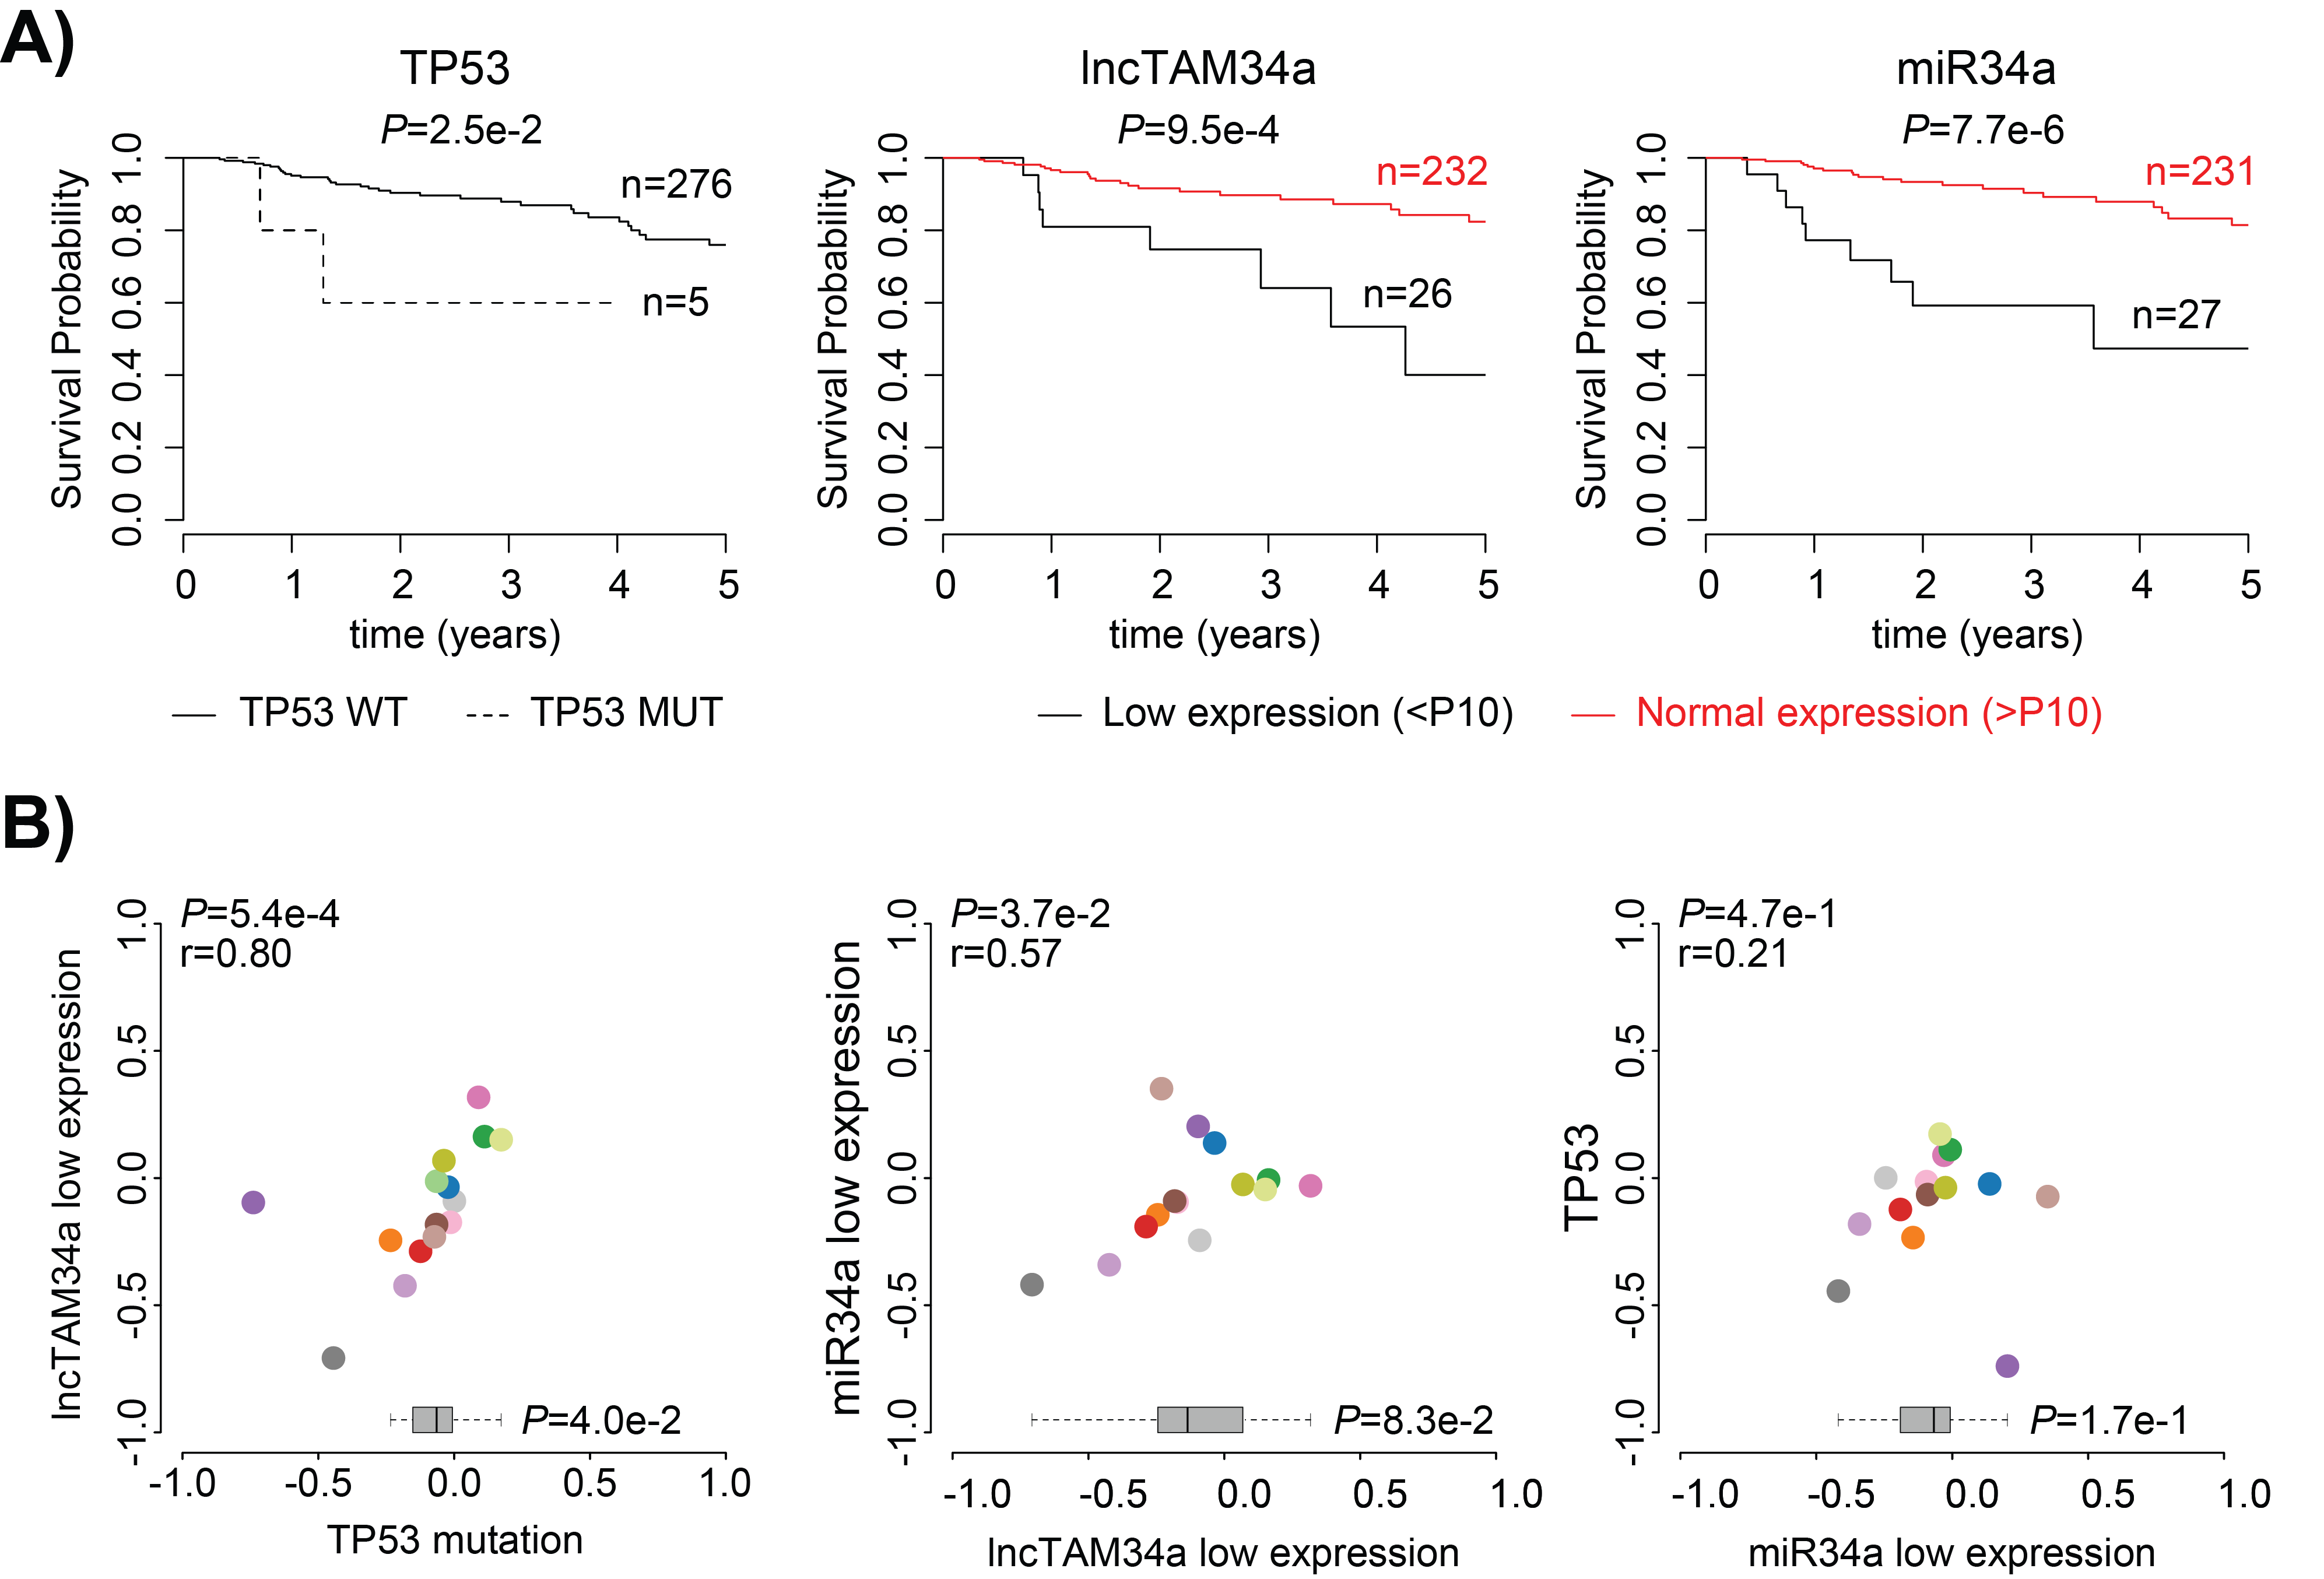 A)
TP53
lncTAM34a
miR34a
P=2.5e-2
P=9.5e-4
P=7.7e-6
Survival Probability
0.0 0.2 0.4 0.6 0.8 1.0
n=276
n=5
0 1 2 3 4 5
time (years)
Survival Probability
0.0 0.2 0.4 0.6 0.8 1.0
n=232
n=26
0 1 2 3 4 5
time (years)
Survival Probability
0.0 0.2 0.4 0.6 0.8 1.0
n=231
n=27
0 1 2 3 4 5
time (years)
TP53 WT
TP53 MUT
Low expression (<P10)
Normal expression (>P10)
B)
lncTAM34a low expression
-1.0 -0.5 0.0 0.5 1.0
P=5.4e-4
r=0.80
P=4.0e-2
-1.0 -0.5 0.0 0.5 1.0
TP53 mutation
miR34a low expression
-1.0 -0.5 0.0 0.5 1.0
P=3.7e-2
r=0.57
P=8.3e-2
-1.0 -0.5 0.0 0.5 1.0
lncTAM34a low expression
TP53
-1.0 -0.5 0.0 0.5 1.0
P=4.7e-1
r=0.21
P=1.7e-1
-1.0 -0.5 0.0 0.5 1.0
miR34a low expression